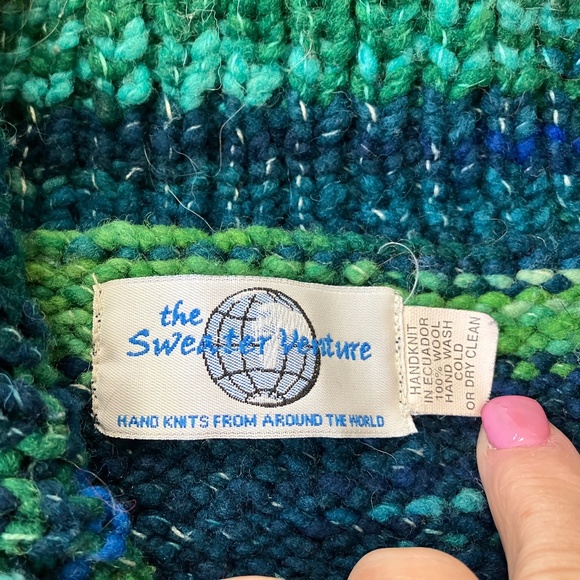 the
Sweater Venture
HAND KNITS FROM AROUND THE WORLD
HANDKNIT
IN ECUADOR
100% WOOL
HAND WASH
COLD
OR DRY CLEAN